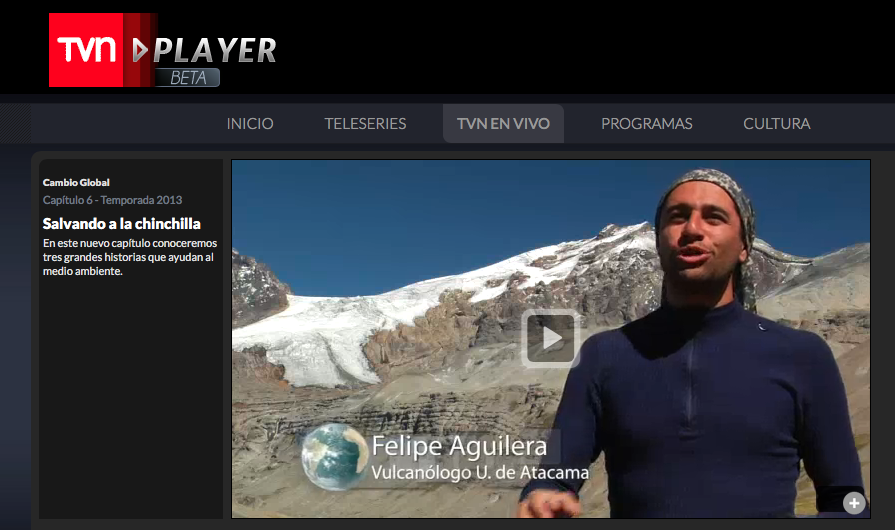 TVN PLAYER
BETA
INICIO TELESERIES TVN EN VIVO PROGRAMAS CULTURA
Cambio Global
Capítulo 6 - Temporada 2013
Salvando a la chinchilla
En este nuevo capítulo conoceremos
tres grandes historias que ayudan al
medio ambiente.
Felipe Aguilera
Vulcanólogo U. de Atacama